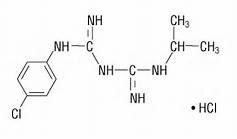 NH NH CH₃
NH C NH C NH CH
CH₃
Cl NH
• HCl